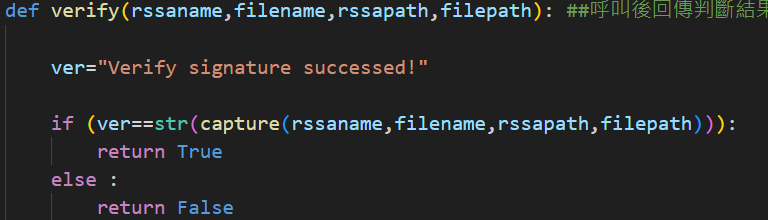 def verify(rssaname,filename,rssapath,filepath): ##呼叫後回傳判斷結果
ver="Verify signature successed!"
if (ver==str(capture(rssaname,filename,rssapath,filepath))):
return True
else :
return False